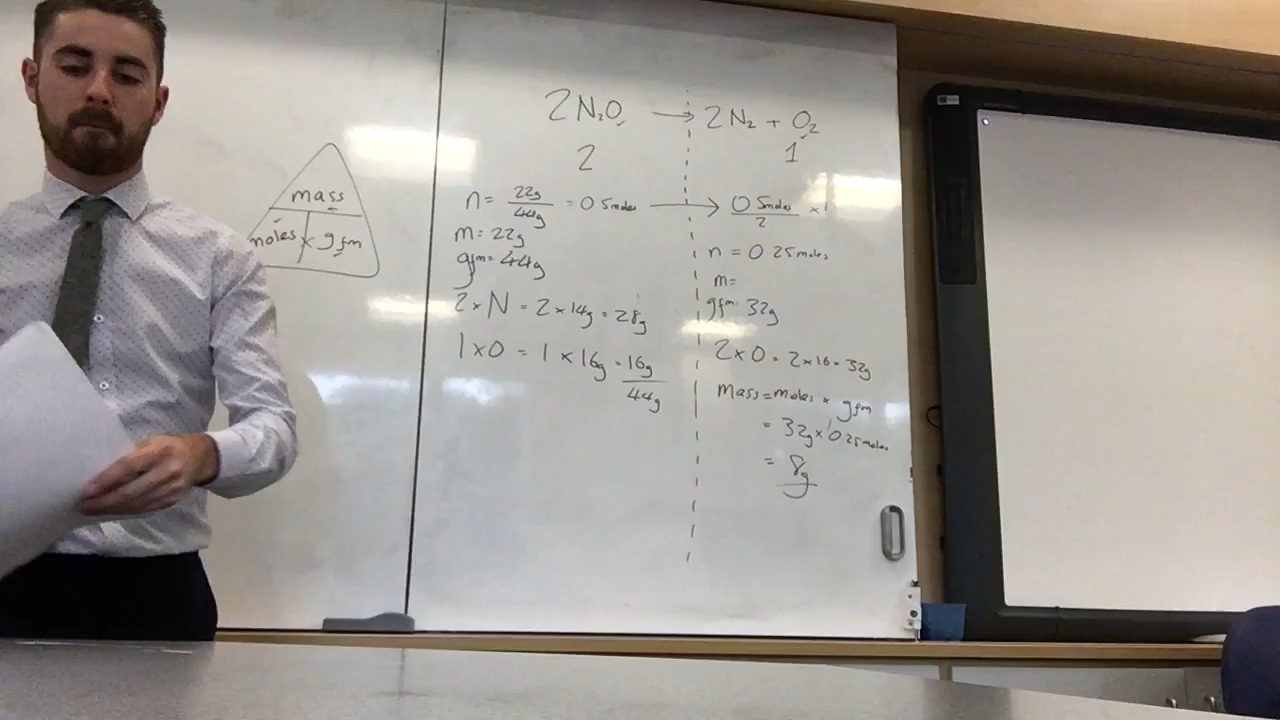 mass
moles x gfm
2N₂O → 2N₂ + O₂
2 1
n = 22g/44g = 0.5moles → 0.5moles/2 x 1
m = 22g
gfm = 44g
2 x N = 2 x 14g = 28g
1 x O = 1 x 16g = 16g
44g
n = 0.25moles
m =
gfm = 32g
2 x O = 2 x 16 = 32g
Mass = moles x gfm
= 32g x 0.25moles
= 8g